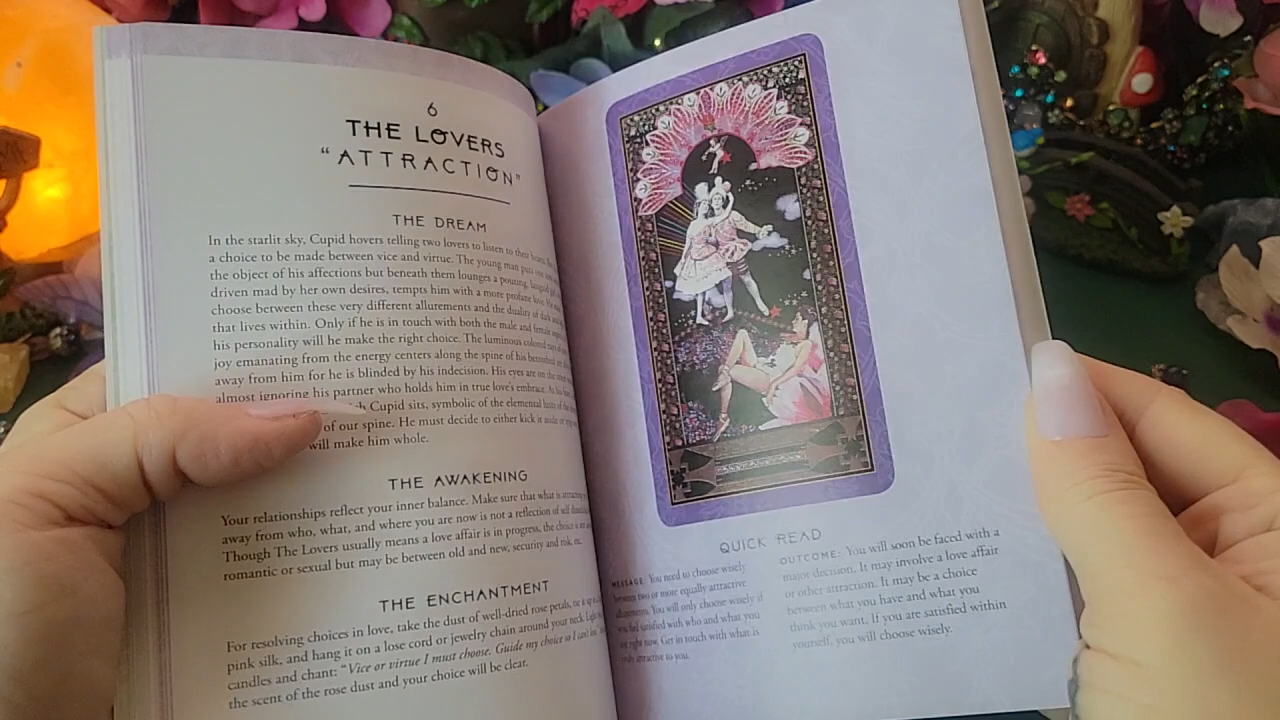 6
THE LOVERS
"ATTRACTION"
THE DREAM
In the starlit sky, Cupid hovers telling two lovers to listen to their hearts.
a choice to be made between vice and virtue. The young man puts
the object of his affections but beneath them lounges a pouting,
driven mad by her own desires, tempts him with a more profane love. He
choose between these very different allurements and the duality of dark
that lives within. Only if he is in touch with both the male and female
his personality will he make the right choice. The luminous colored
joy emanating from the energy centers along the spine of his
away from him for he is blinded by his indecision. His eyes are on the
almost ignoring his partner who holds him in true love's embrace.
Cupid sits, symbolic of the elemental
of our spine. He must decide to either kick it
will make him whole.
THE AWAKENING
Your relationships reflect your inner balance. Make sure that what is attracting
away from who, what, and where you are now is not a reflection of self
Though The Lovers usually means a love affair is in progress, the choice is not
romantic or sexual but may be between old and new, security and risk, etc.
THE ENCHANTMENT
For resolving choices in love, take the dust of well-dried rose petals, tie it up
pink silk, and hang it on a lose cord or jewelry chain around your neck. Light
candles and chant: "Vice or virtue I must choose. Guide my choice so I can't lose.
the scent of the rose dust and your choice will be clear.
QUICK READ
MESSAGE: You need to choose wisely
between two or more equally attractive
allurements. You will only choose wisely if
satisfied with who and what you
right now. Get in touch with what is
truly attractive to you.
OUTCOME: You will soon be faced with a
major decision. It may involve a love affair
or other attraction. It may be a choice
between what you have and what you
think you want. If you are satisfied within
yourself, you will choose wisely.